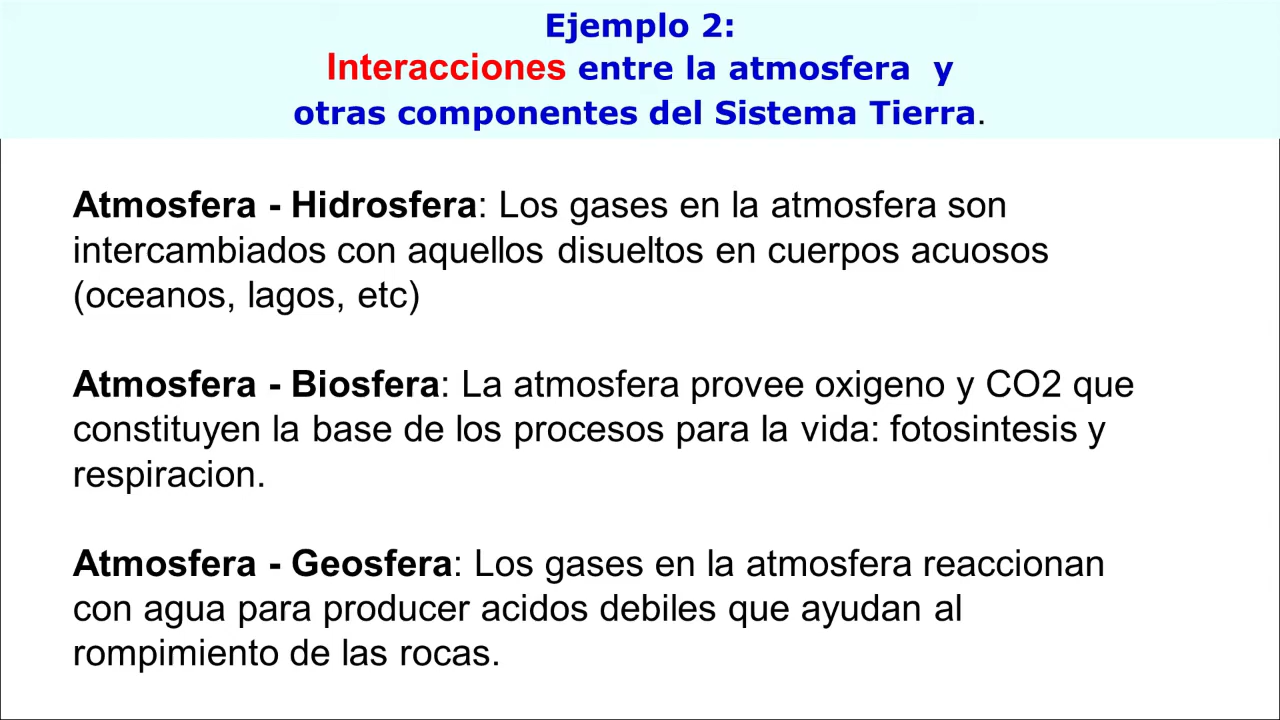 Ejemplo 2:
Interacciones entre la atmosfera y
otras componentes del Sistema Tierra.
Atmosfera - Hidrosfera: Los gases en la atmosfera son
intercambiados con aquellos disueltos en cuerpos acuosos
(oceanos, lagos, etc)
Atmosfera - Biosfera: La atmosfera provee oxigeno y CO2 que
constituyen la base de los procesos para la vida: fotosintesis y
respiracion.
Atmosfera - Geosfera: Los gases en la atmosfera reaccionan
con agua para producer acidos debiles que ayudan al
rompimiento de las rocas.